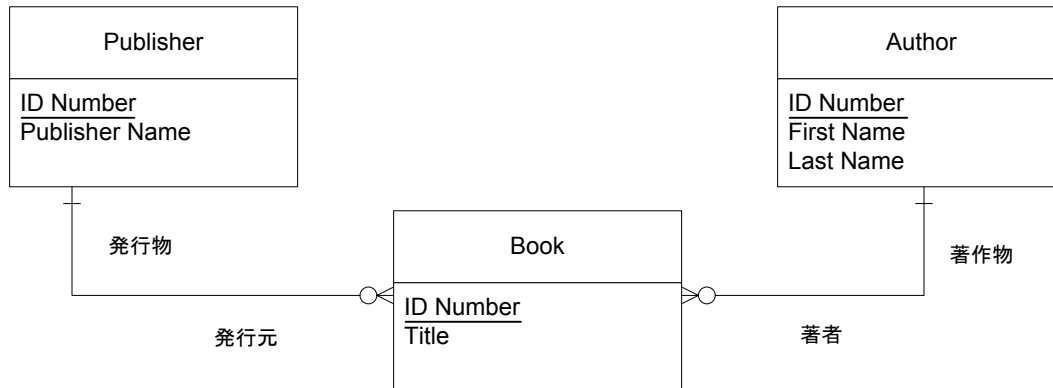 Publisher
ID Number
Publisher Name
Author
ID Number
First Name
Last Name
発行物
著作物
Book
ID Number
Title
発行元
著者